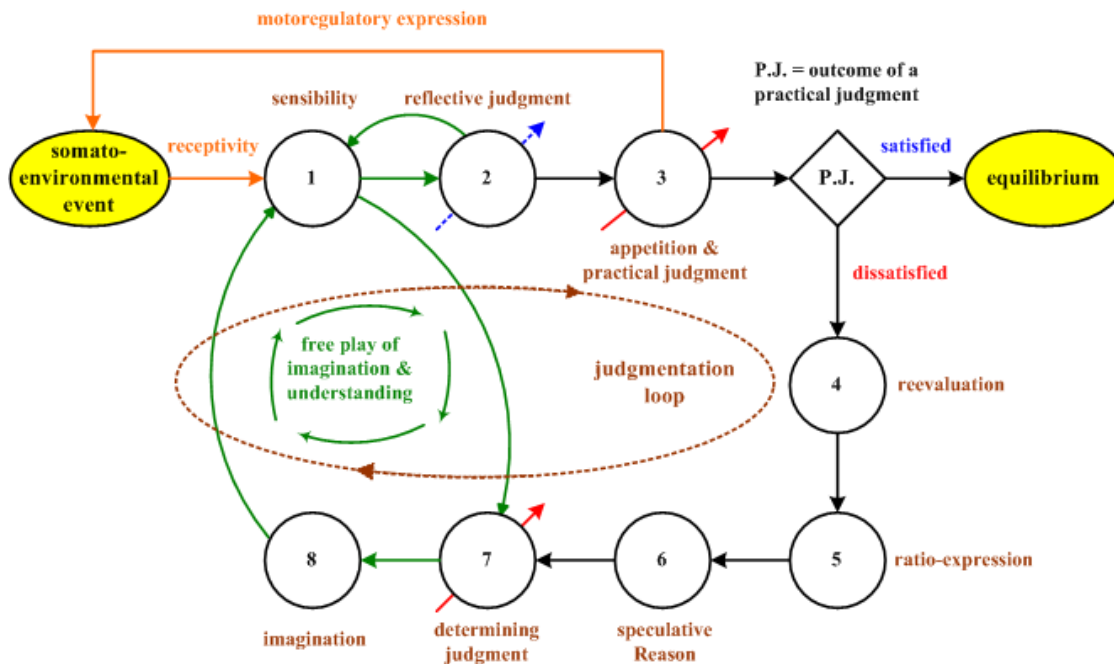 motoregulatory expression
P.J. = outcome of a
practical judgment
sensibility
reflective judgment
somato-
environmental
event
receptivity
1
2
3
P.J.
satisfied
equilibrium
appetition &
practical judgment
dissatisfied
free play of
imagination &
understanding
judgmentation
loop
4
reevaluation
8
7
6
5
ratio-expression
imagination
determining
judgment
speculative
Reason